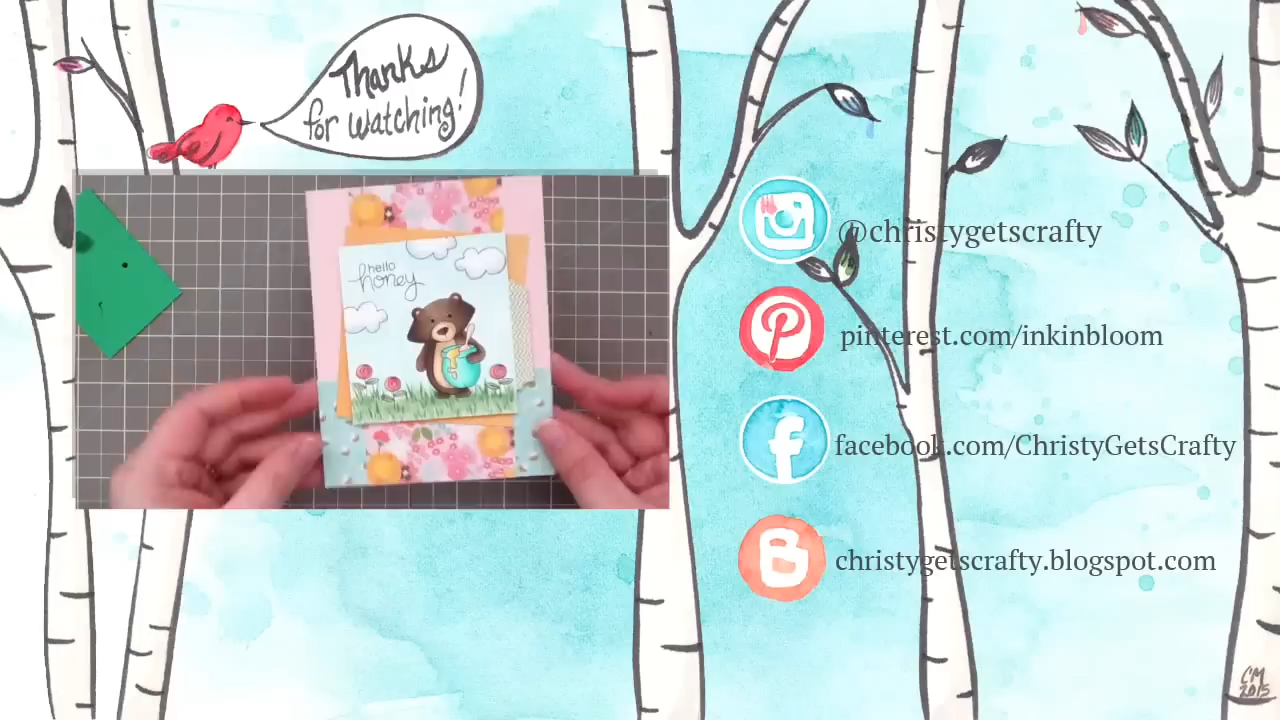 Thanks
for watching!
hello
honey
@christygetscrafty
pinterest.com/inkinbloom
facebook.com/ChristyGetsCrafty
christygetscrafty.blogspot.com
CM
2015